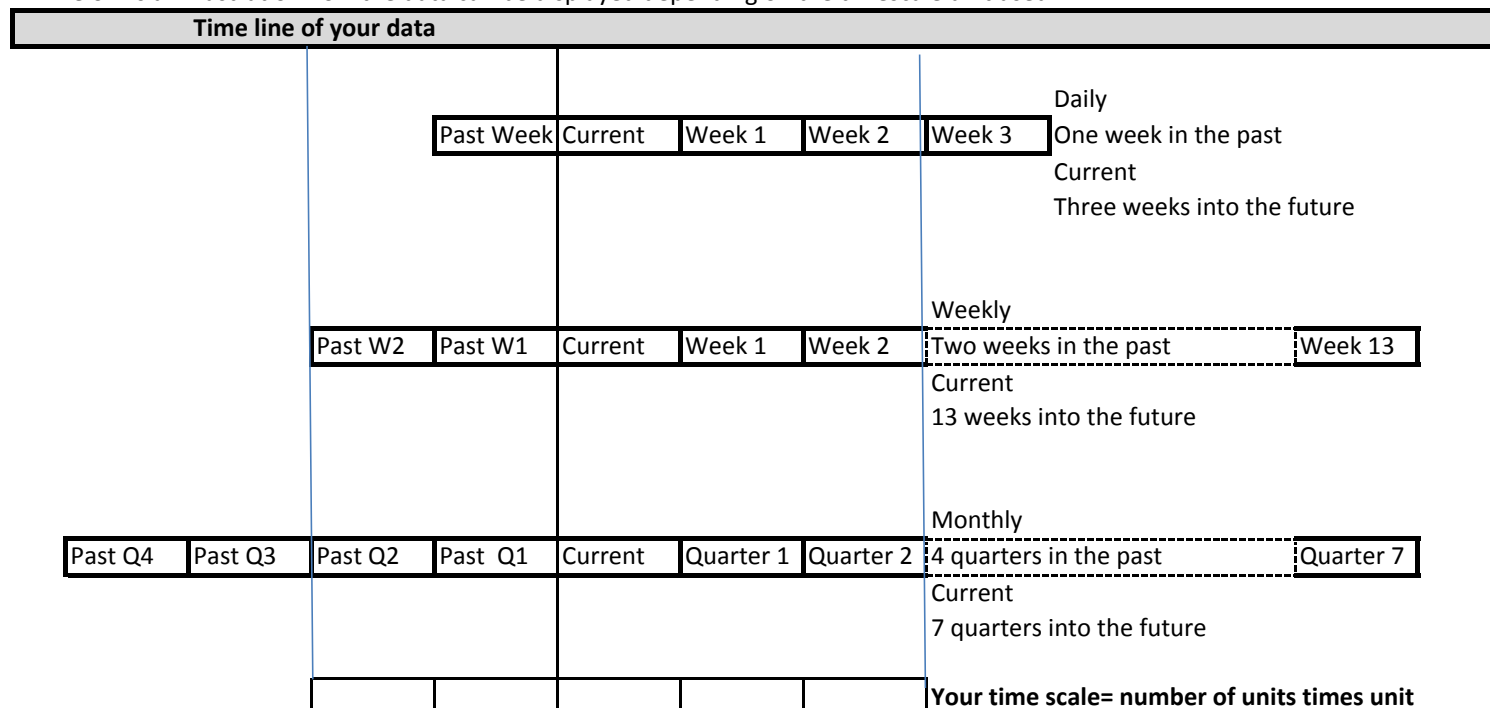 Time line of your data
Daily
Past Week Current Week 1 Week 2 Week 3 One week in the past
Current
Three weeks into the future
Weekly
Past W2 Past W1 Current Week 1 Week 2 Two weeks in the past Week 13
Current
13 weeks into the future
Monthly
Past Q4 Past Q3 Past Q2 Past Q1 Current Quarter 1 Quarter 2 4 quarters in the past Quarter 7
Current
7 quarters into the future
Your time scale= number of units times unit